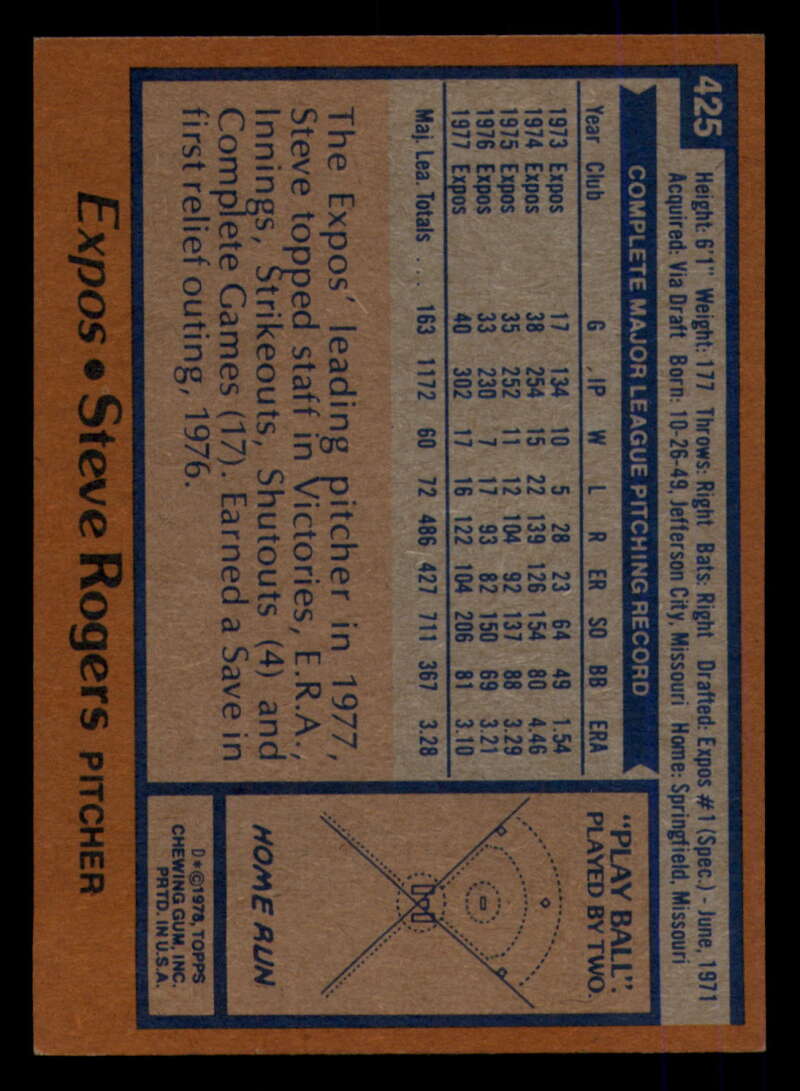 425
Height: 6'1" Weight: 177 Throws: Right Bats: Right Drafted: Expos #1 (Spec.) - June, 1971
Acquired: Via Draft Born: 10-26-49, Jefferson City, Missouri Home: Springfield, Missouri
COMPLETE MAJOR LEAGUE PITCHING RECORD
Year Club G IP W L R ER SO BB ERA
1973 Expos 17 134 10 5 28 23 64 49 1.54
1974 Expos 38 254 15 22 139 126 154 80 4.46
1975 Expos 35 252 11 12 104 92 137 88 3.29
1976 Expos 33 230 7 17 93 82 150 69 3.21
1977 Expos 40 302 17 16 122 104 206 81 3.10
Maj. Lea. Totals .... 163 1172 60 72 486 427 711 367 3.28
The Expos' leading pitcher in 1977,
Steve topped staff in Victories, E.R.A.,
Innings, Strikeouts, Shutouts (4) and
Complete Games (17). Earned a Save in
first relief outing, 1976.
"PLAY BALL":
PLAYED BY TWO.
HOME RUN
D*©1978, TOPPS
CHEWING GUM, INC.
PRTD. IN U.S.A.
Expos • Steve Rogers PITCHER